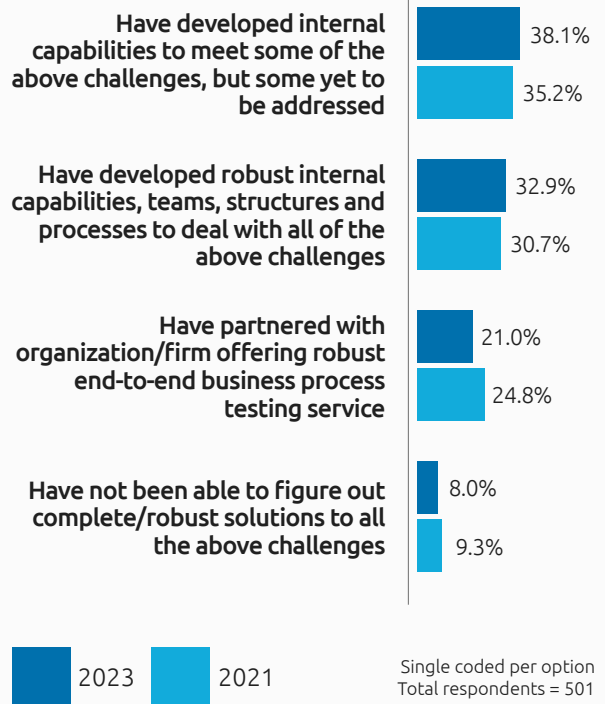 Have developed internal
capabilities to meet some of the
above challenges, but some yet to
be addressed
38.1%
35.2%
Have developed robust internal
capabilities, teams, structures and
processes to deal with all of the
above challenges
32.9%
30.7%
Have partnered with
organization/firm offering robust
end-to-end business process
testing service
21.0%
24.8%
Have not been able to figure out
complete/robust solutions to all
the above challenges
8.0%
9.3%
2023
2021
Single coded per option
Total respondents = 501